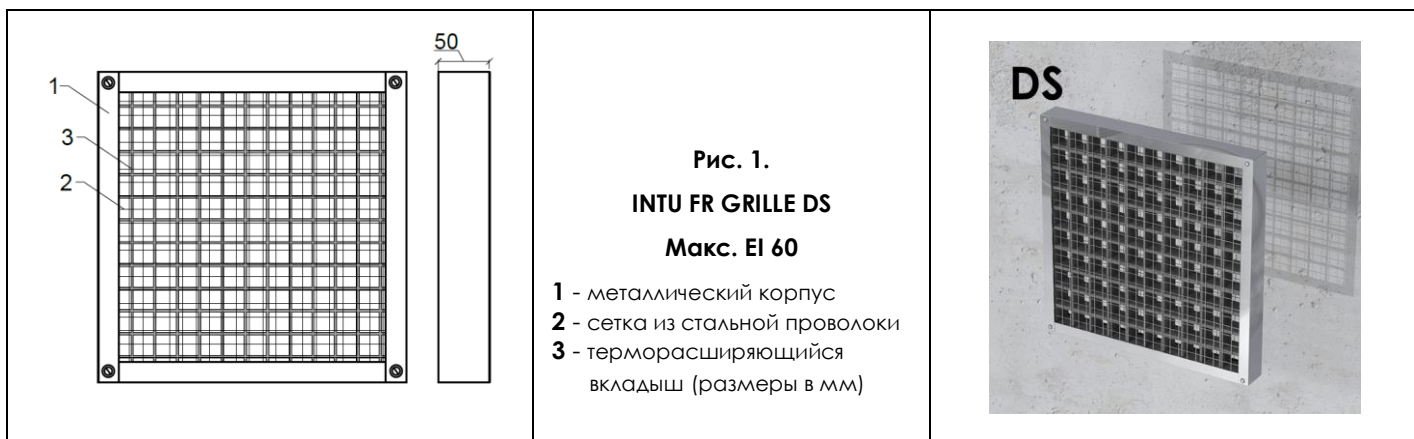 50
1
3
2
Рис. 1.
INTU FR GRILLE DS
Макс. EI 60
1 - металлический корпус
2 - сетка из стальной проволоки
3 - терморасширяющийся
вкладыш (размеры в мм)
DS